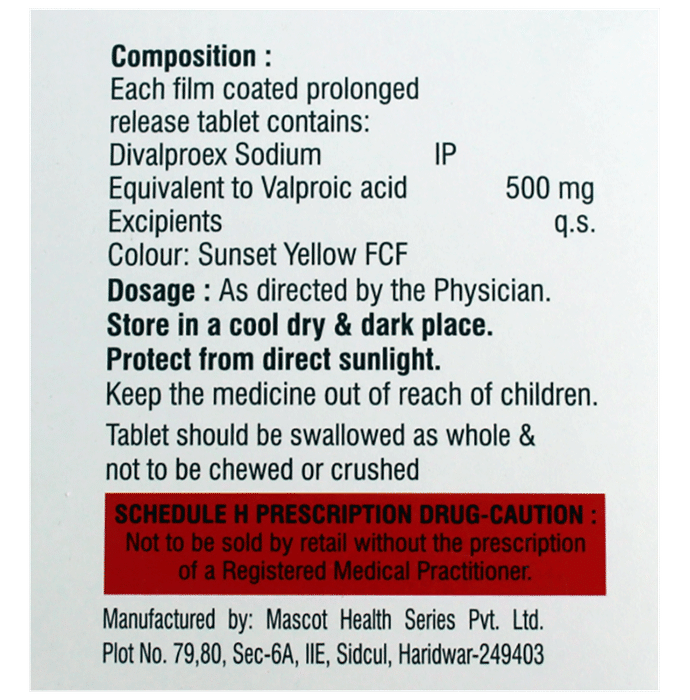 Composition :
Each film coated prolonged
release tablet contains:
Divalproex Sodium IP
Equivalent to Valproic acid 500 mg
Excipients q.s.
Colour: Sunset Yellow FCF
Dosage : As directed by the Physician.
Store in a cool dry & dark place.
Protect from direct sunlight.
Keep the medicine out of reach of children.
Tablet should be swallowed as whole &
not to be chewed or crushed
SCHEDULE H PRESCRIPTION DRUG-CAUTION :
Not to be sold by retail without the prescription
of a Registered Medical Practitioner.
Manufactured by: Mascot Health Series Pvt. Ltd.
Plot No. 79,80, Sec-6A, IIE, Sidcul, Haridwar-249403